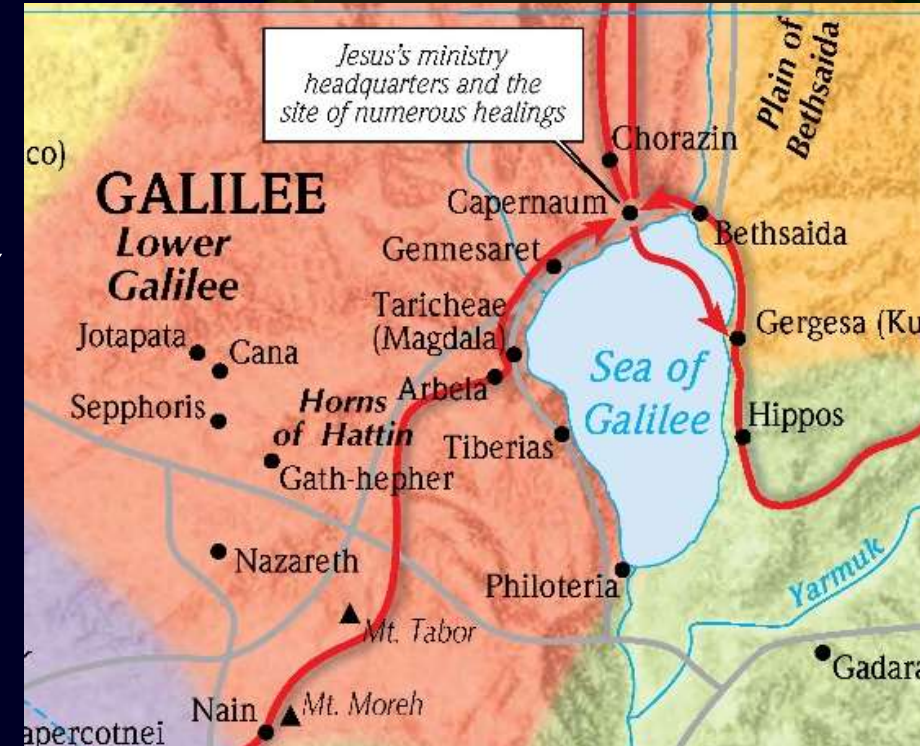 Jesus's ministry
headquarters and the
site of numerous healings
Plain of
Bethsaida
Chorazin
co)
GALILEE
Lower
Galilee
Capernaum
Bethsaida
Gennesaret
Taricheae
(Magdala)
Gergesa (Ku
Jotapata
Cana
Sea of
Galilee
Arbela
Horns
of Hattin
Sepphoris
Hippos
Tiberias
Gath-hepher
Nazareth
Philoteria
Yarmuk
Mt. Tabor
Gadara
Nain
Mt. Moreh
apercotnei